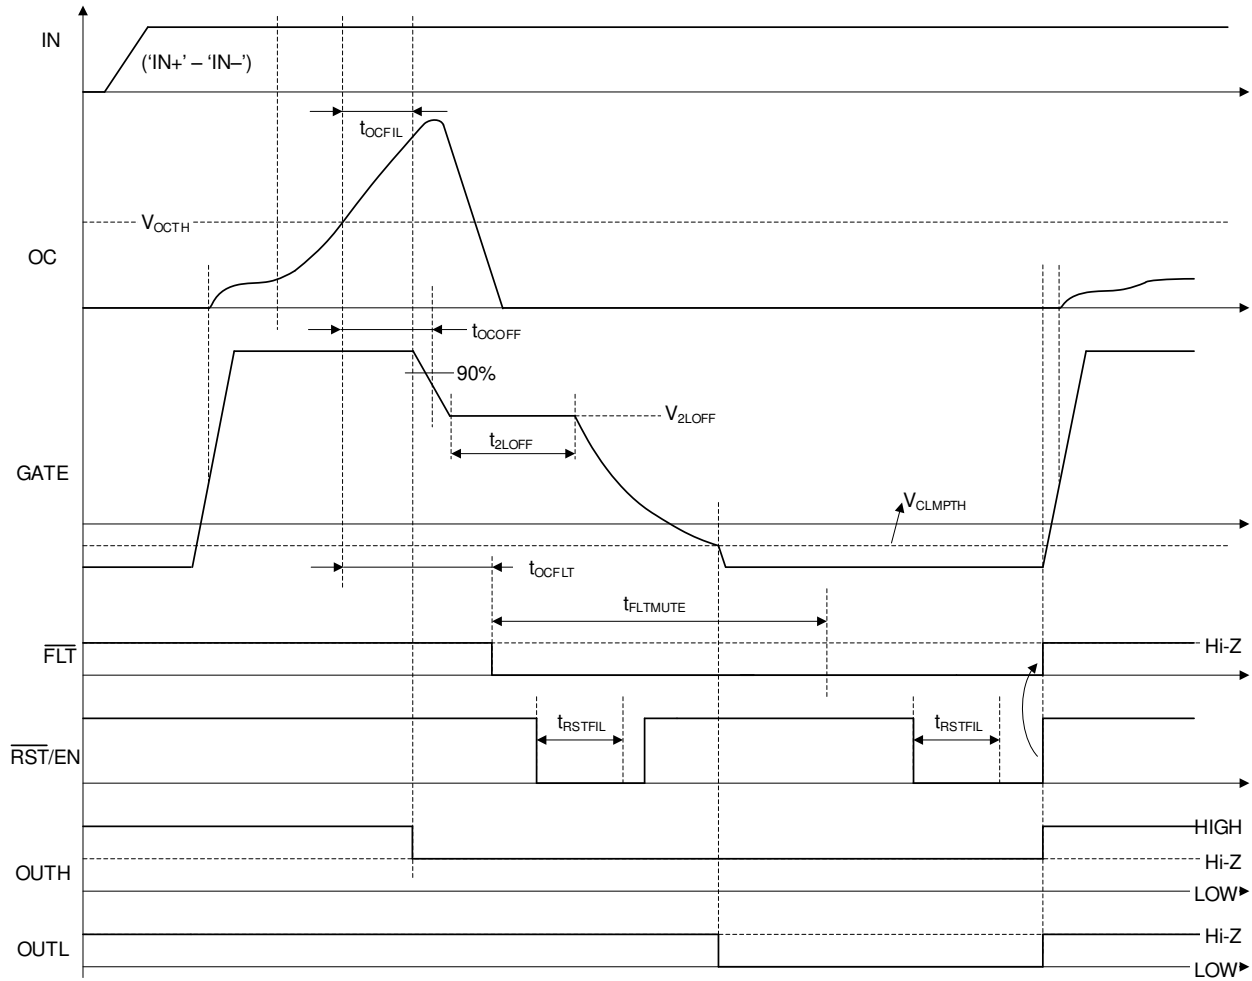 IN
('IN+' – 'IN–')
tOCFIL
VOCTH
OC
tOCOFF
90%
V2LOFF
t2LOFF
GATE
VCLMPTH
tOCFLT
tFLTMUTE
FLT
Hi-Z
tRSTFIL
tRSTFIL
RST/EN
HIGH
Hi-Z
OUTH
LOW
Hi-Z
OUTL
LOW